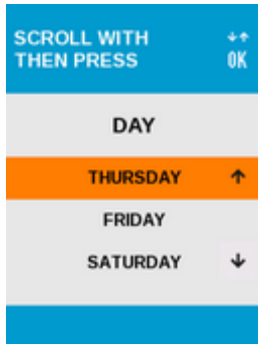 SCROLL WITH ↓↑
THEN PRESS OK
DAY
THURSDAY ↑
FRIDAY
SATURDAY ↓